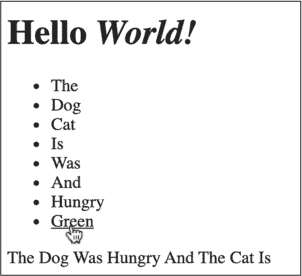 Hello World!
The
Dog
Cat
Is
Was
And
Hungry
Green
The Dog Was Hungry And The Cat Is